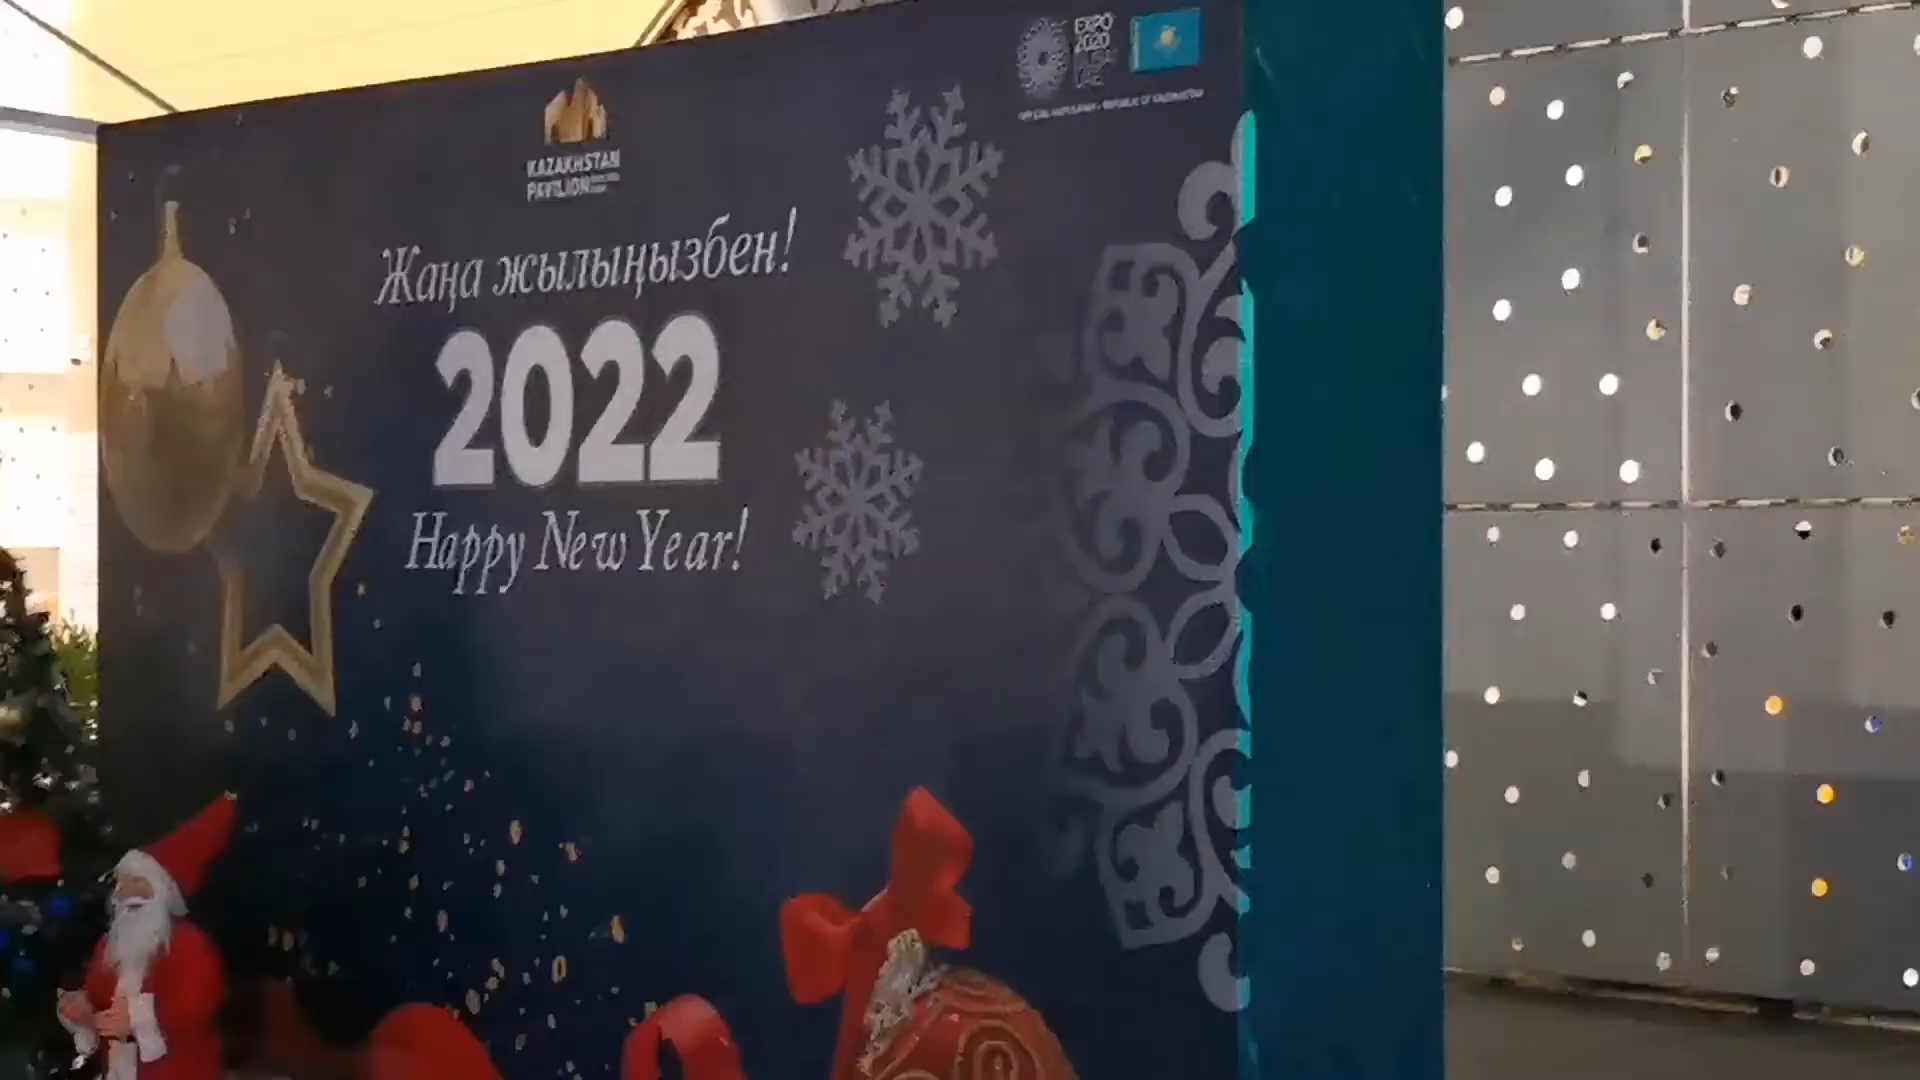 EXPO
2020
KAZAKHSTAN
PAVILION
Жаңа жылыңызбен!
2022
Happy New Year!